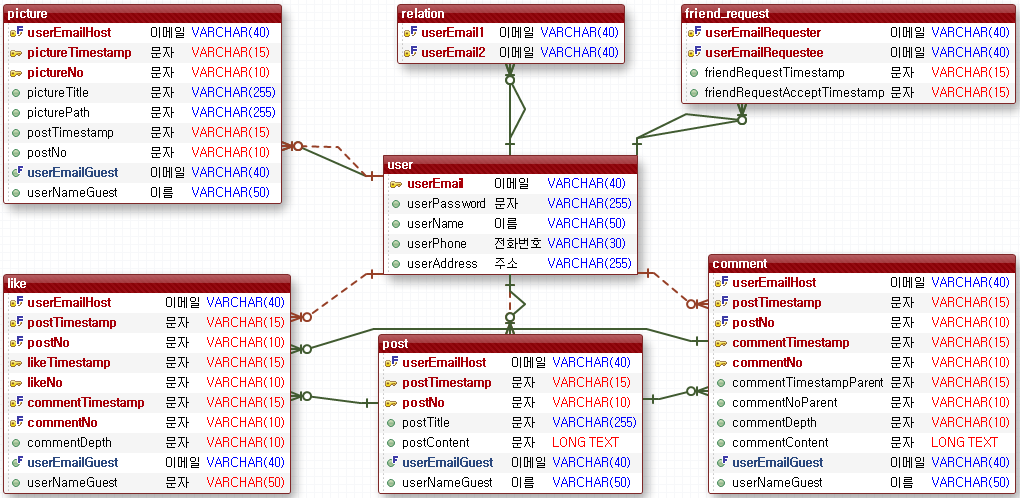 picture
userEmailHost 이메일 VARCHAR(40)
pictureTimestamp 문자 VARCHAR(15)
pictureNo 문자 VARCHAR(10)
pictureTitle 문자 VARCHAR(255)
picturePath 문자 VARCHAR(255)
postTimestamp 문자 VARCHAR(15)
postNo 문자 VARCHAR(10)
userEmailGuest 이메일 VARCHAR(40)
userNameGuest 이름 VARCHAR(50)
relation
userEmail1 이메일 VARCHAR(40)
userEmail2 이메일 VARCHAR(40)
friend_request
userEmailRequester 이메일 VARCHAR(40)
userEmailRequestee 이메일 VARCHAR(40)
friendRequestTimestamp 문자 VARCHAR(15)
friendRequestAcceptTimestamp 문자 VARCHAR(15)
user
userEmail 이메일 VARCHAR(40)
userPassword 문자 VARCHAR(255)
userName 이름 VARCHAR(50)
userPhone 전화번호 VARCHAR(30)
userAddress 주소 VARCHAR(255)
like
userEmailHost 이메일 VARCHAR(40)
postTimestamp 문자 VARCHAR(15)
postNo 문자 VARCHAR(10)
likeTimestamp 문자 VARCHAR(15)
likeNo 문자 VARCHAR(10)
commentTimestamp 문자 VARCHAR(15)
commentNo 문자 VARCHAR(10)
commentDepth 문자 VARCHAR(10)
userEmailGuest 이메일 VARCHAR(40)
userNameGuest 문자 VARCHAR(50)
post
userEmailHost 이메일 VARCHAR(40)
postTimestamp 문자 VARCHAR(15)
postNo 문자 VARCHAR(10)
postTitle 문자 VARCHAR(255)
postContent 문자 LONG TEXT
userEmailGuest 이메일 VARCHAR(40)
userNameGuest 이름 VARCHAR(50)
comment
userEmailHost 이메일 VARCHAR(40)
postTimestamp 문자 VARCHAR(15)
postNo 문자 VARCHAR(10)
commentTimestamp 문자 VARCHAR(15)
commentNo 문자 VARCHAR(10)
commentTimestampParent 문자 VARCHAR(15)
commentNoParent 문자 VARCHAR(10)
commentDepth 문자 VARCHAR(10)
commentContent 문자 LONG TEXT
userEmailGuest 이메일 VARCHAR(40)
userNameGuest 이름 VARCHAR(50)